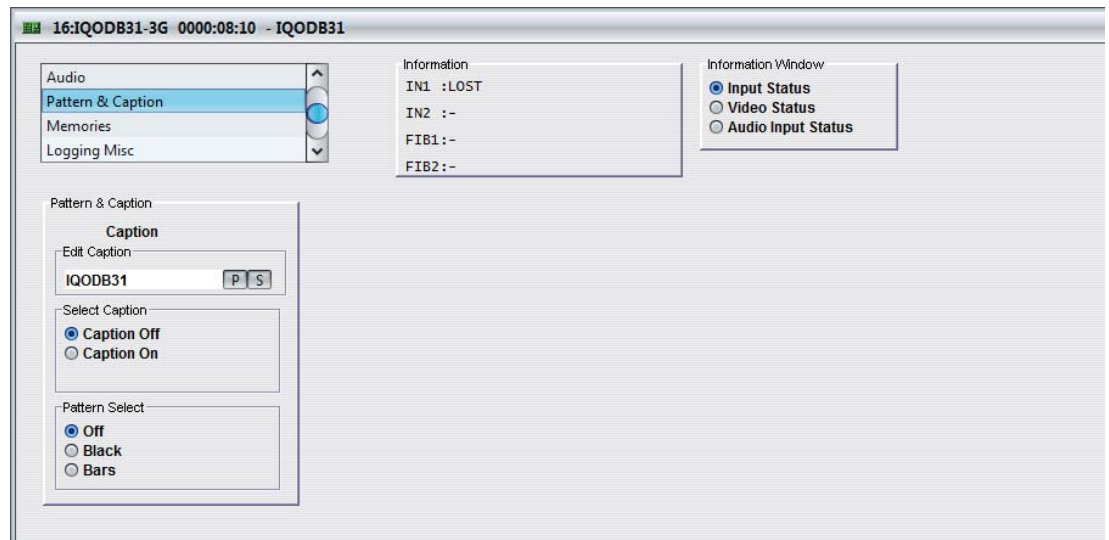 16:IQODB31-3G 0000:08:10 - IQODB31
Audio
Pattern & Caption
Memories
Logging Misc
Information
IN1 :LOST
IN2 :-
FIB1:-
FIB2:-
Information Window
Input Status
Video Status
Audio Input Status
Pattern & Caption
Caption
Edit Caption
IQODB31 P S
Select Caption
Caption Off
Caption On
Pattern Select
Off
Black
Bars